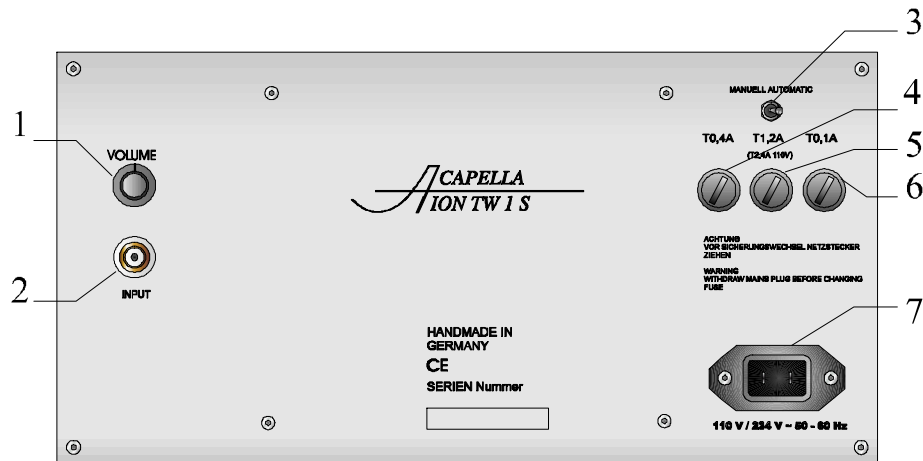 3
MANUELL AUTOMATIC
4
T0,4A T1,2A T0,1A
(T2,4A 110V)
5
6
1
VOLUME
ACAPELLA
ION TW 1 S
2
INPUT
ACHTUNG
VOR SICHERUNGSWECHSEL NETZSTECKER
ZIEHEN
WARNING
WITHDRAW MAINS PLUG BEFORE CHANGING
FUSE
HANDMADE IN
GERMANY
CE
SERIEN Nummer
7
110 V / 234 V ~ 50 - 60 Hz